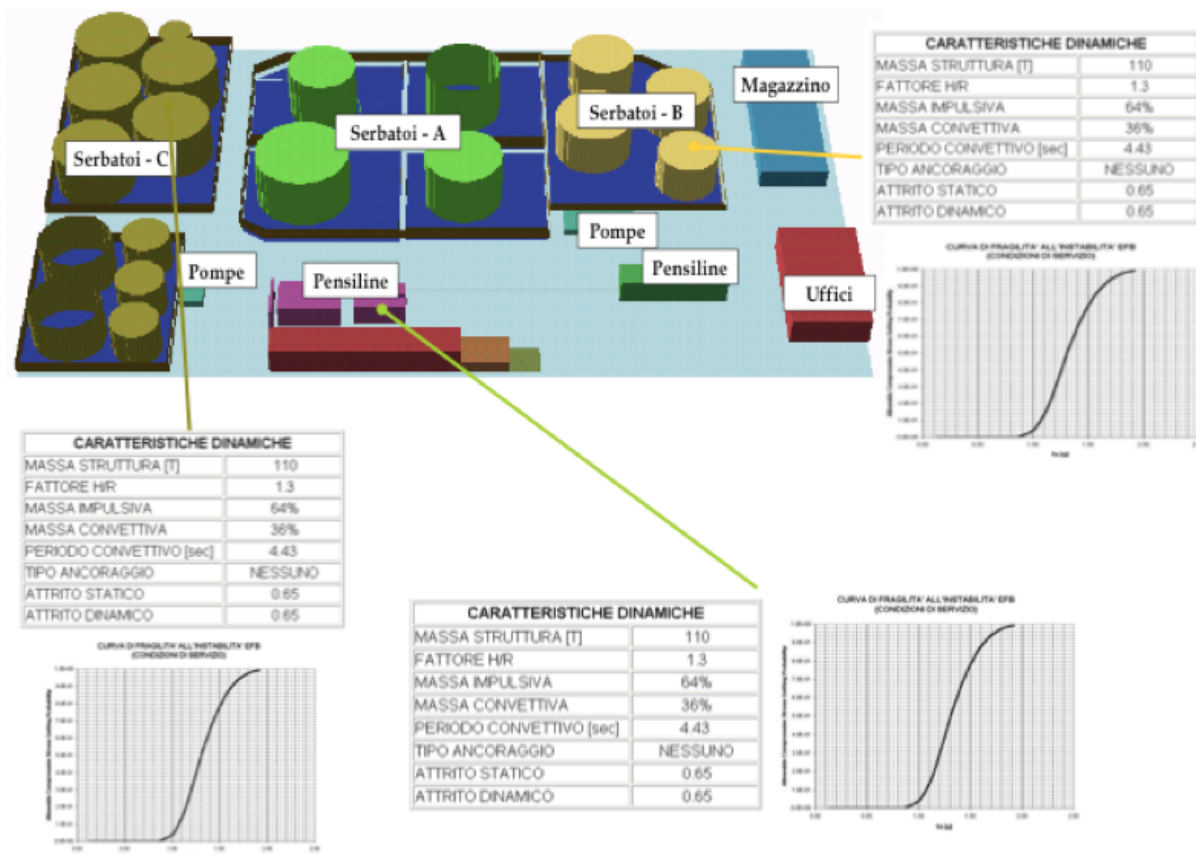 Serbatoi - C
Serbatoi - A
Serbatoi - B
Magazzino
Pompe
Pensiline
Pompe
Pensiline
Uffici
CARATTERISTICHE DINAMICHE
MASSA STRUTTURA [T] 110
FATTORE H/R 1.3
MASSA IMPULSIVA 64%
MASSA CONVETTIVA 36%
PERIODO CONVETTIVO [sec] 4.43
TIPO ANCORAGGIO NESSUNO
ATTRITO STATICO 0.65
ATTRITO DINAMICO 0.65
CURVA DI FRAGILITA' ALL'INSTABILITA' EFB
(CONDIZIONI DI SERVIZIO)
CARATTERISTICHE DINAMICHE
MASSA STRUTTURA [T] 110
FATTORE H/R 1.3
MASSA IMPULSIVA 64%
MASSA CONVETTIVA 36%
PERIODO CONVETTIVO [sec] 4.43
TIPO ANCORAGGIO NESSUNO
ATTRITO STATICO 0.65
ATTRITO DINAMICO 0.65
CURVA DI FRAGILITA' ALL'INSTABILITA' EFB
(CONDIZIONI DI SERVIZIO)
CARATTERISTICHE DINAMICHE
MASSA STRUTTURA [T] 110
FATTORE H/R 1.3
MASSA IMPULSIVA 64%
MASSA CONVETTIVA 36%
PERIODO CONVETTIVO [sec] 4.43
TIPO ANCORAGGIO NESSUNO
ATTRITO STATICO 0.65
ATTRITO DINAMICO 0.65
CURVA DI FRAGILITA' ALL'INSTABILITA' EFB
(CONDIZIONI DI SERVIZIO)